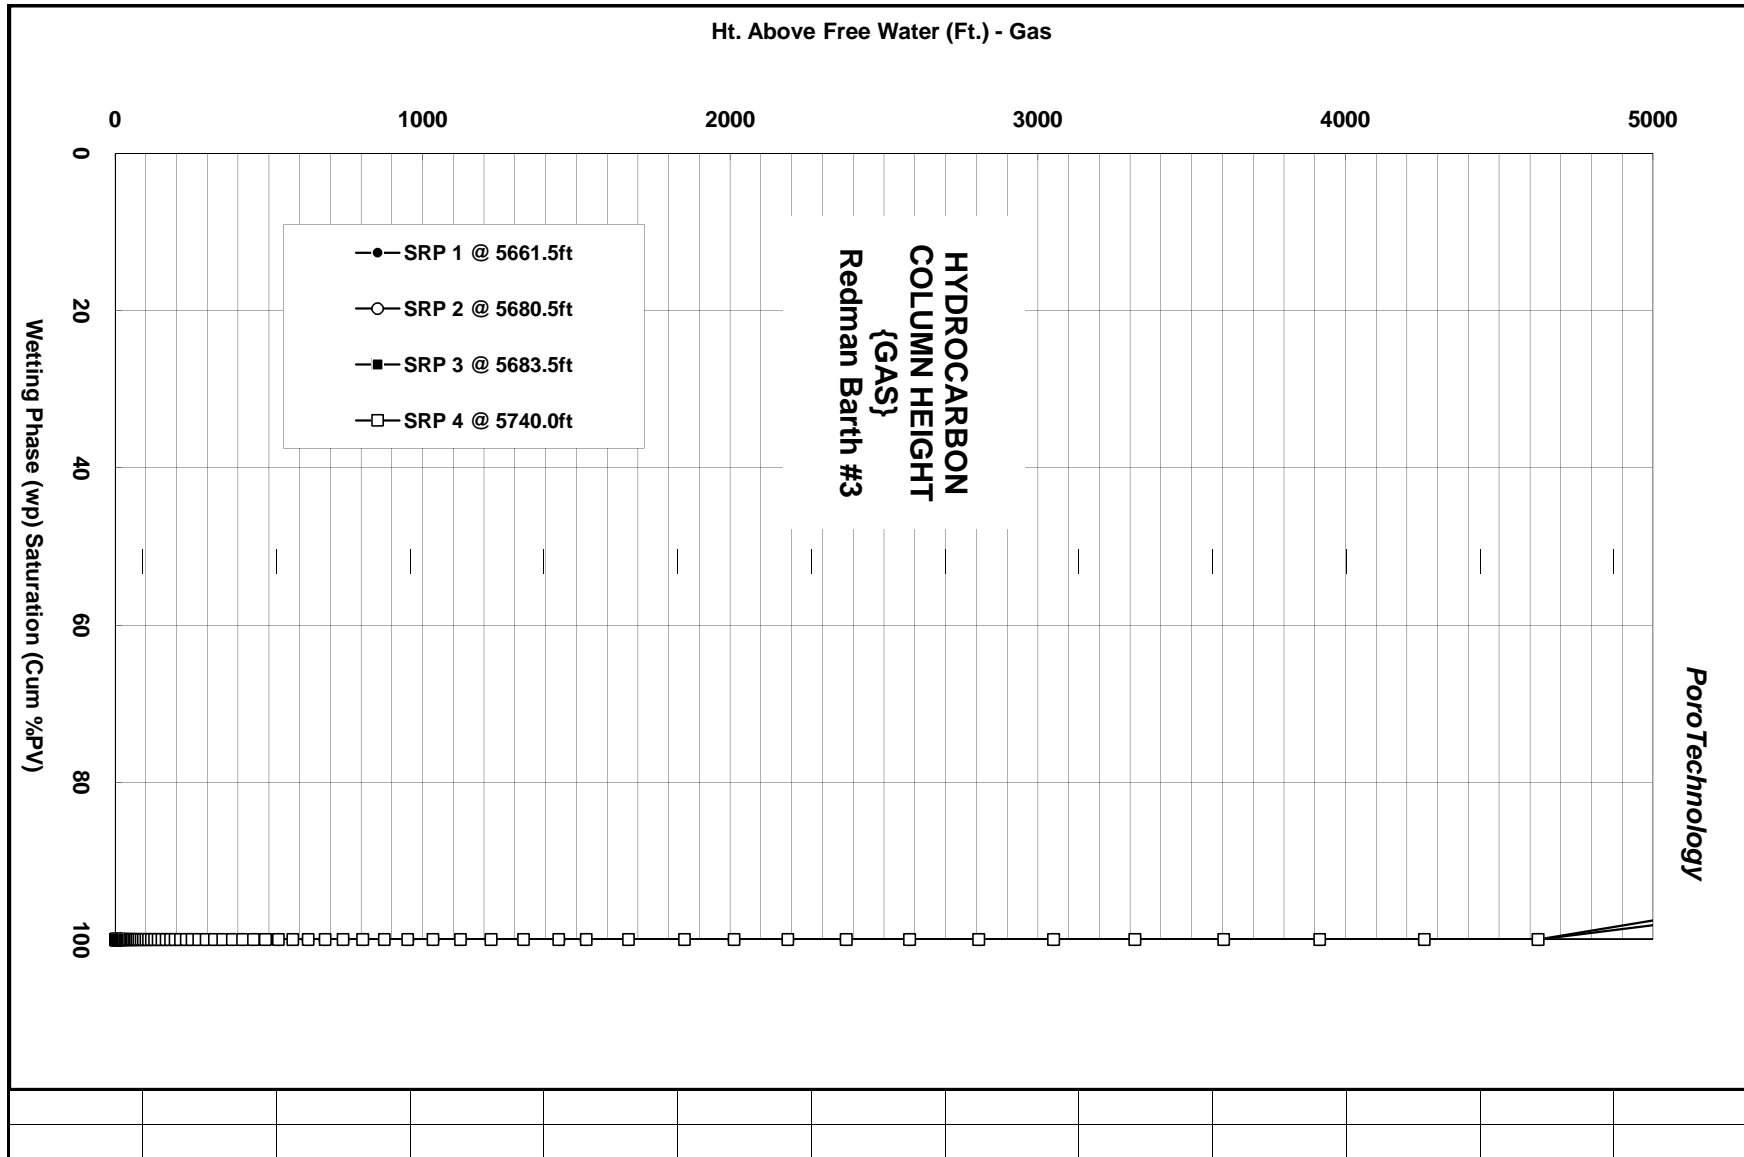 Ht. Above Free Water (Ft.) - Gas
0 1000 2000 3000 4000 5000
0
20
40
60
80
100
Wetting Phase (wp) Saturation (Cum %PV)
SRP 1 @ 5661.5ft
SRP 2 @ 5680.5ft
SRP 3 @ 5683.5ft
SRP 4 @ 5740.0ft
HYDROCARBON
COLUMN HEIGHT
{GAS}
Redman Barth #3
PoroTechnology